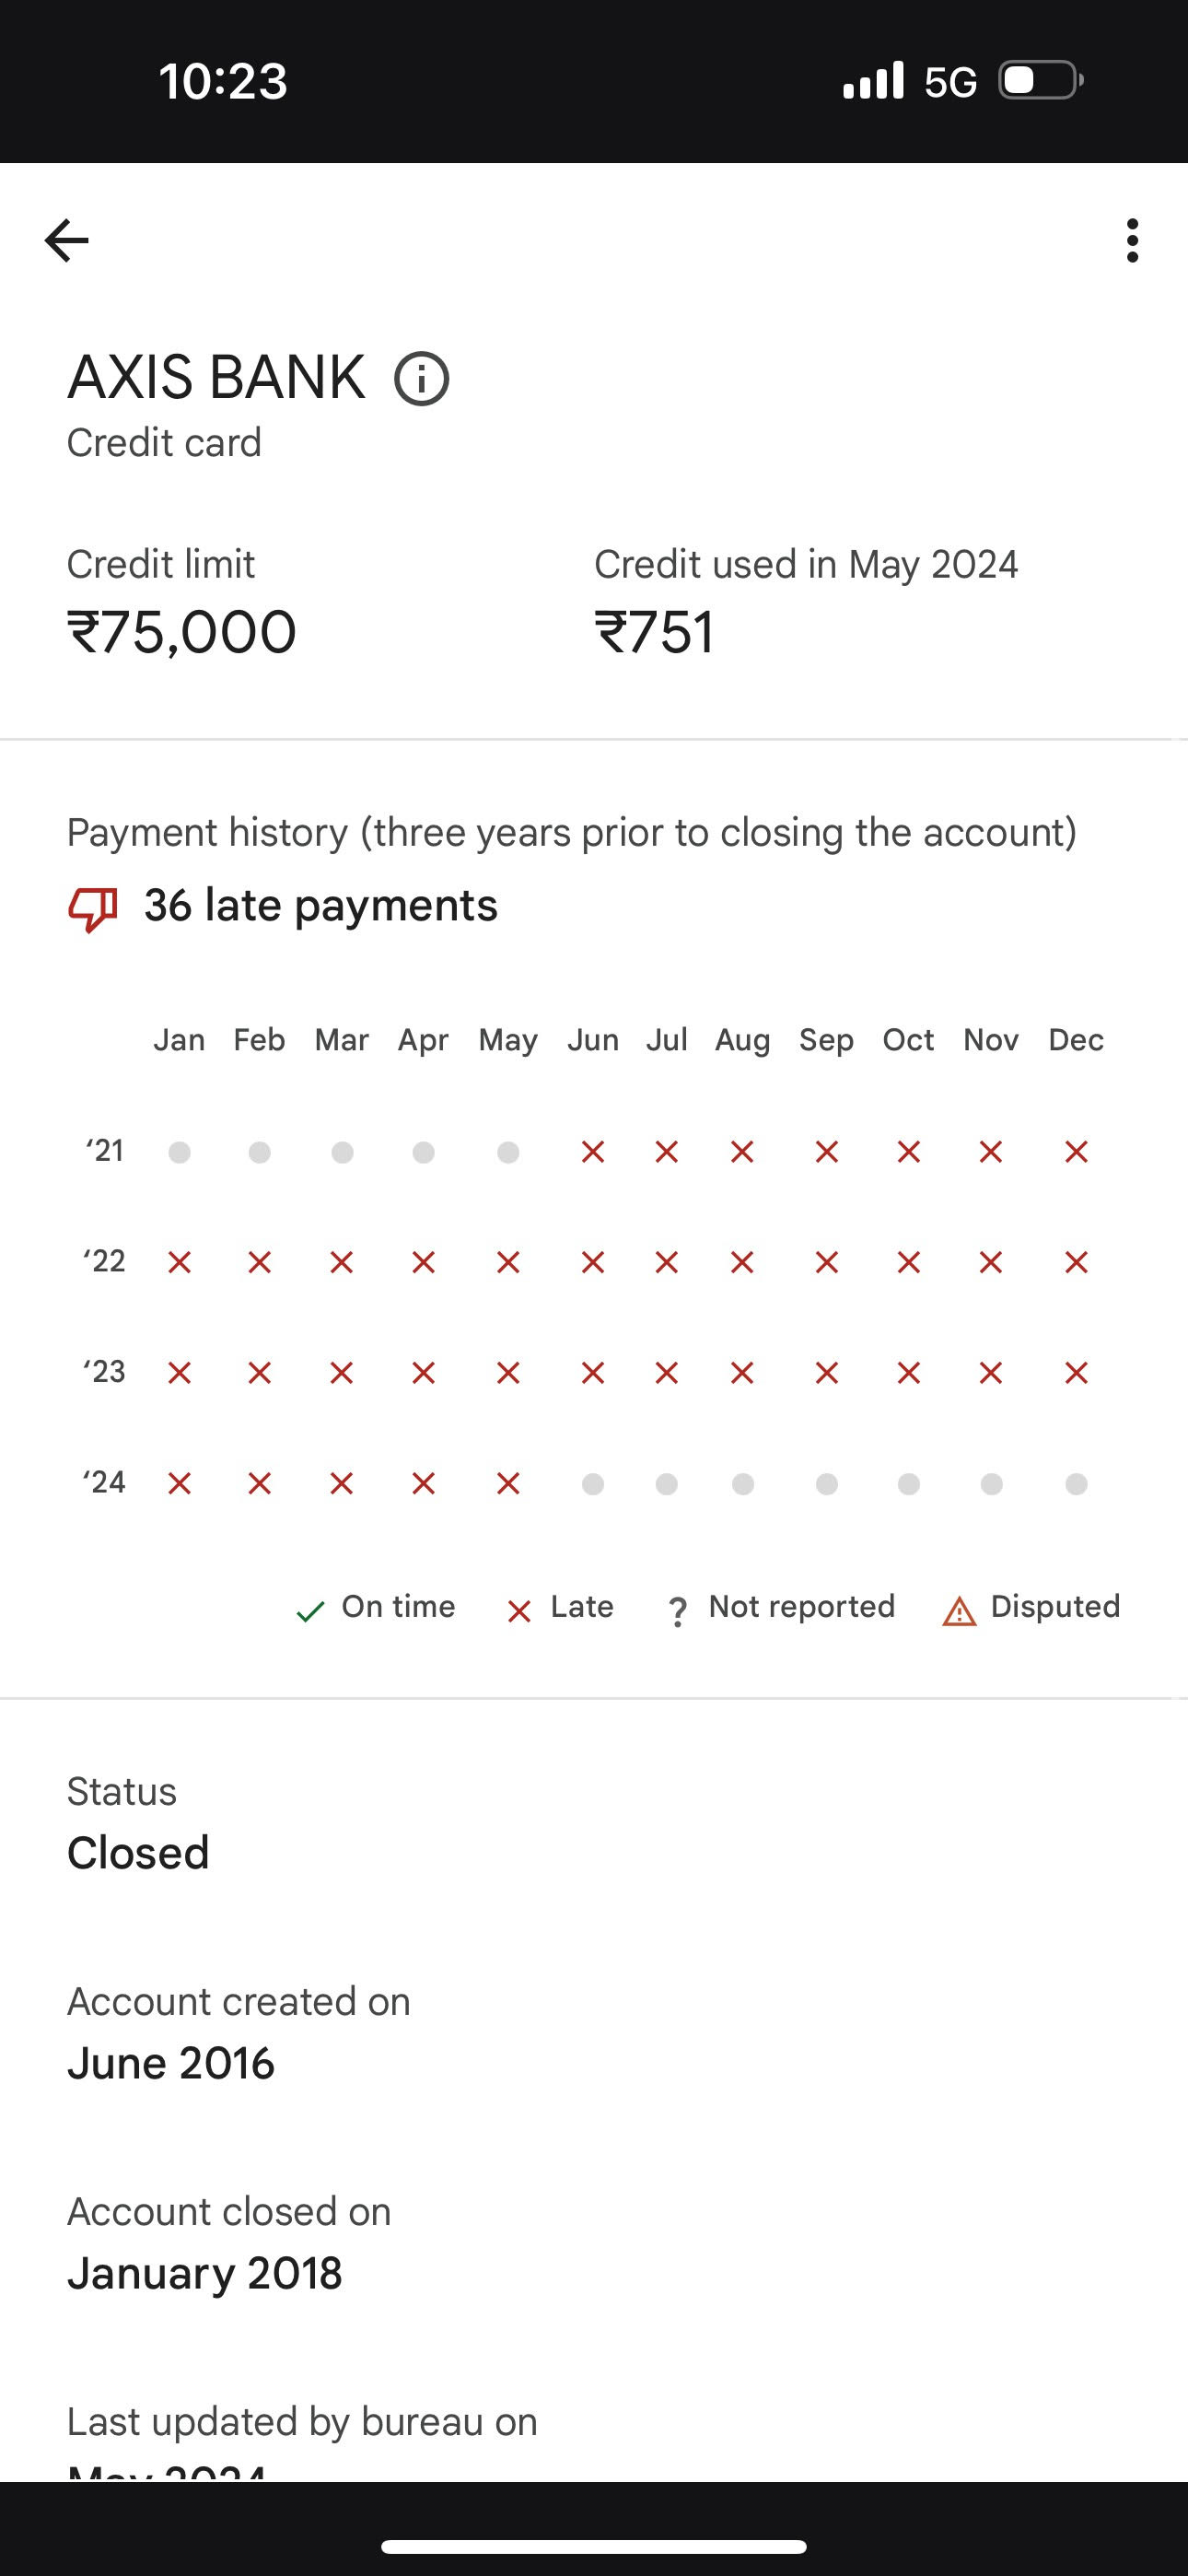 10:23 5G
AXIS BANK
Credit card
Credit limit Credit used in May 2024
₹75,000 ₹751
Payment history (three years prior to closing the account)
36 late payments
Jan Feb Mar Apr May Jun Jul Aug Sep Oct Nov Dec
‘21
‘22
‘23
‘24
On time Late ? Not reported Disputed
Status
Closed
Account created on
June 2016
Account closed on
January 2018
Last updated by bureau on
May 2024